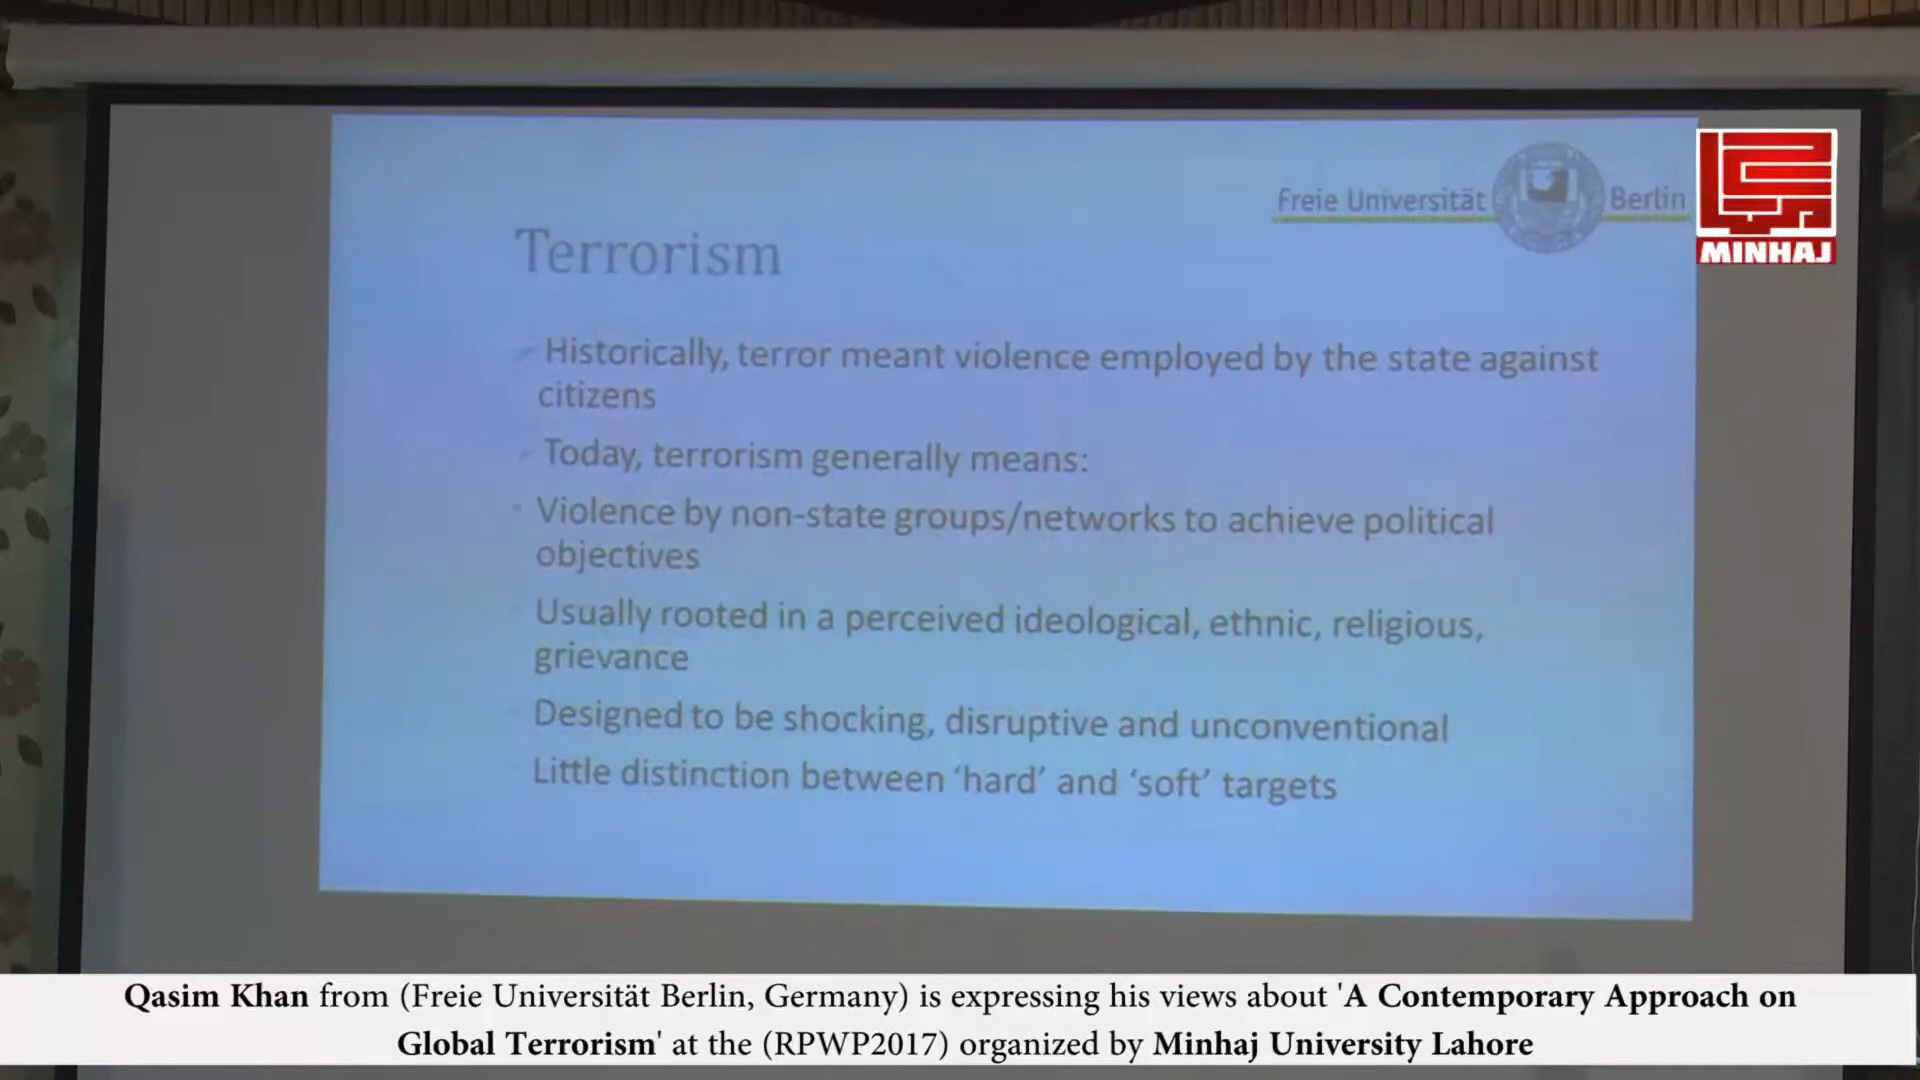 Freie Universität Berlin
MINHAJ
Terrorism
Historically, terror meant violence employed by the state against
citizens
Today, terrorism generally means:
Violence by non-state groups/networks to achieve political
objectives
Usually rooted in a perceived ideological, ethnic, religious,
grievance
Designed to be shocking, disruptive and unconventional
Little distinction between ‘hard’ and ‘soft’ targets
Qasim Khan from (Freie Universität Berlin, Germany) is expressing his views about 'A Contemporary Approach on
Global Terrorism' at the (RPWP2017) organized by Minhaj University Lahore